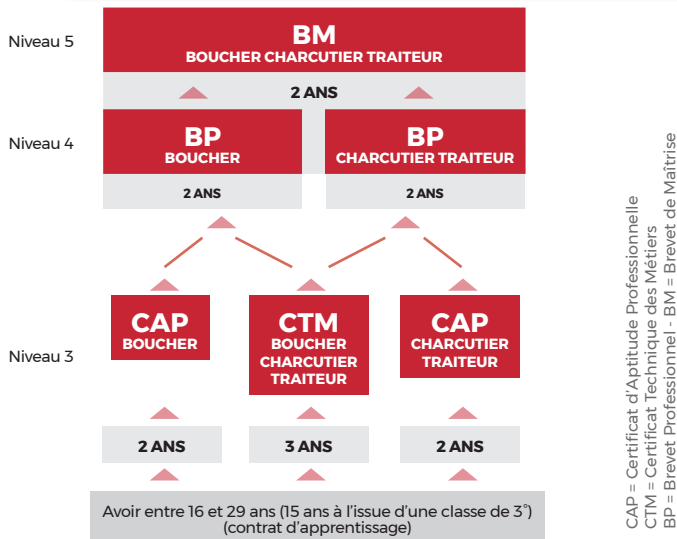 Niveau 5
BM
BOUCHER CHARCUTIER TRAITEUR
2 ANS
Niveau 4
BP
BOUCHER
BP
CHARCUTIER TRAITEUR
2 ANS
2 ANS
Niveau 3
CAP
BOUCHER
CTM
BOUCHER
CHARCUTIER
TRAITEUR
CAP
CHARCUTIER
TRAITEUR
2 ANS
3 ANS
2 ANS
Avoir entre 16 et 29 ans (15 ans à l'issue d'une classe de 3°)
(contrat d'apprentissage)
CAP = Certificat d'Aptitude Professionnelle
CTM = Certificat Technique des Métiers
BP = Brevet Professionnel - BM = Brevet de Maîtrise